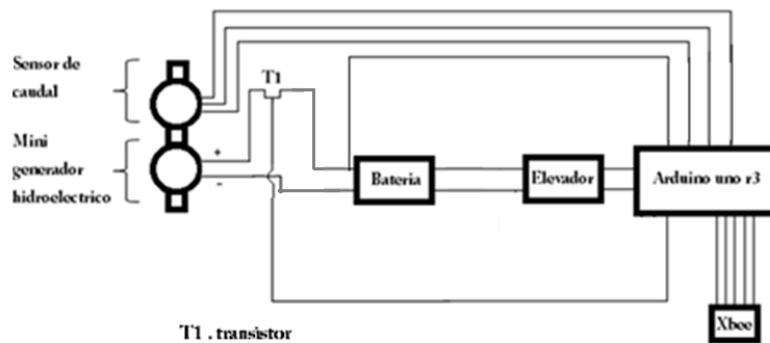 Sensor de
caudal
T1
Mini
generador
hidroelectrico
+
-
Bateria
Elevador
Arduino uno r3
Xbee
T1 . transistor